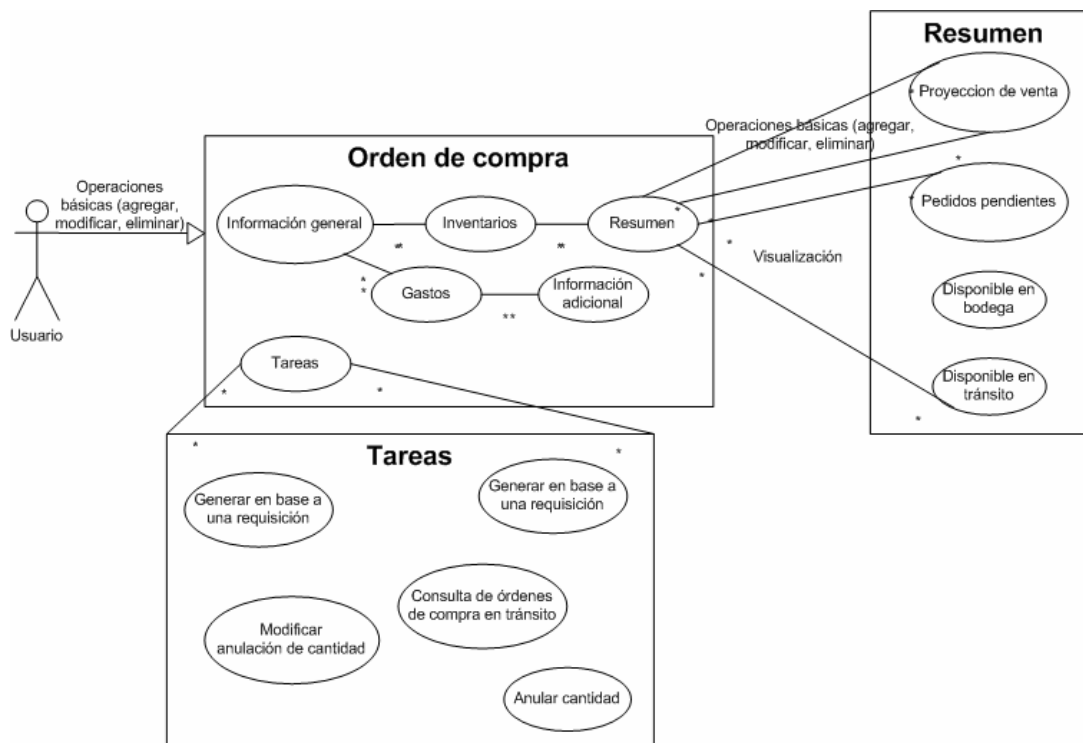 Resumen
Proyeccion de venta
Operaciones básicas (agregar,
modificar, eliminar)
Pedidos pendientes
Visualización
Disponible en
bodega
Disponible en
tránsito
Orden de compra
Operaciones
básicas (agregar,
modificar, eliminar)
Usuario
Información general
Inventarios
Resumen
Gastos
Información
adicional
Tareas
Tareas
Generar en base a
una requisición
Generar en base a
una requisición
Consulta de órdenes
de compra en tránsito
Modificar
anulación de cantidad
Anular cantidad